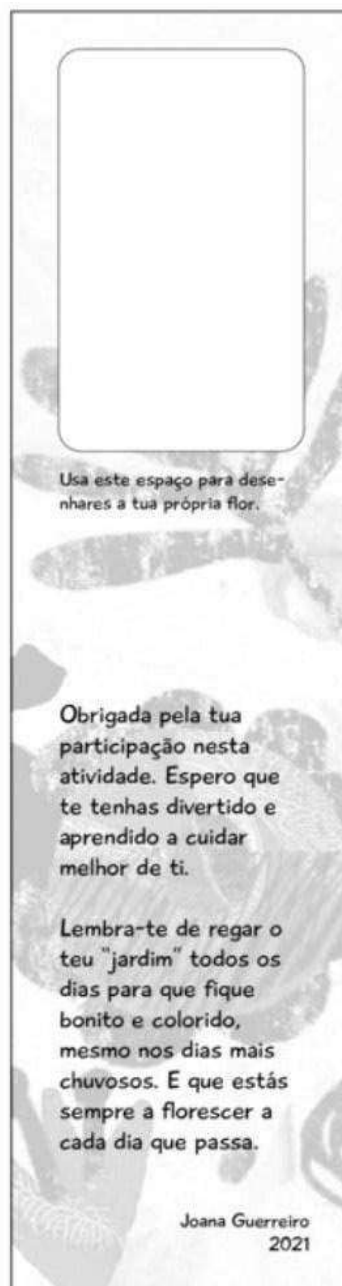 Usa este espaço para dese-
nhares a tua própria flor.
Obrigada pela tua
participação nesta
atividade. Espero que
te tenhas divertido e
aprendido a cuidar
melhor de ti.
Lembra-te de regar o
teu "jardim" todos os
dias para que fique
bonito e colorido,
mesmo nos dias mais
chuvosos. E que estás
sempre a florescer a
cada dia que passa.
Joana Guerreiro
2021